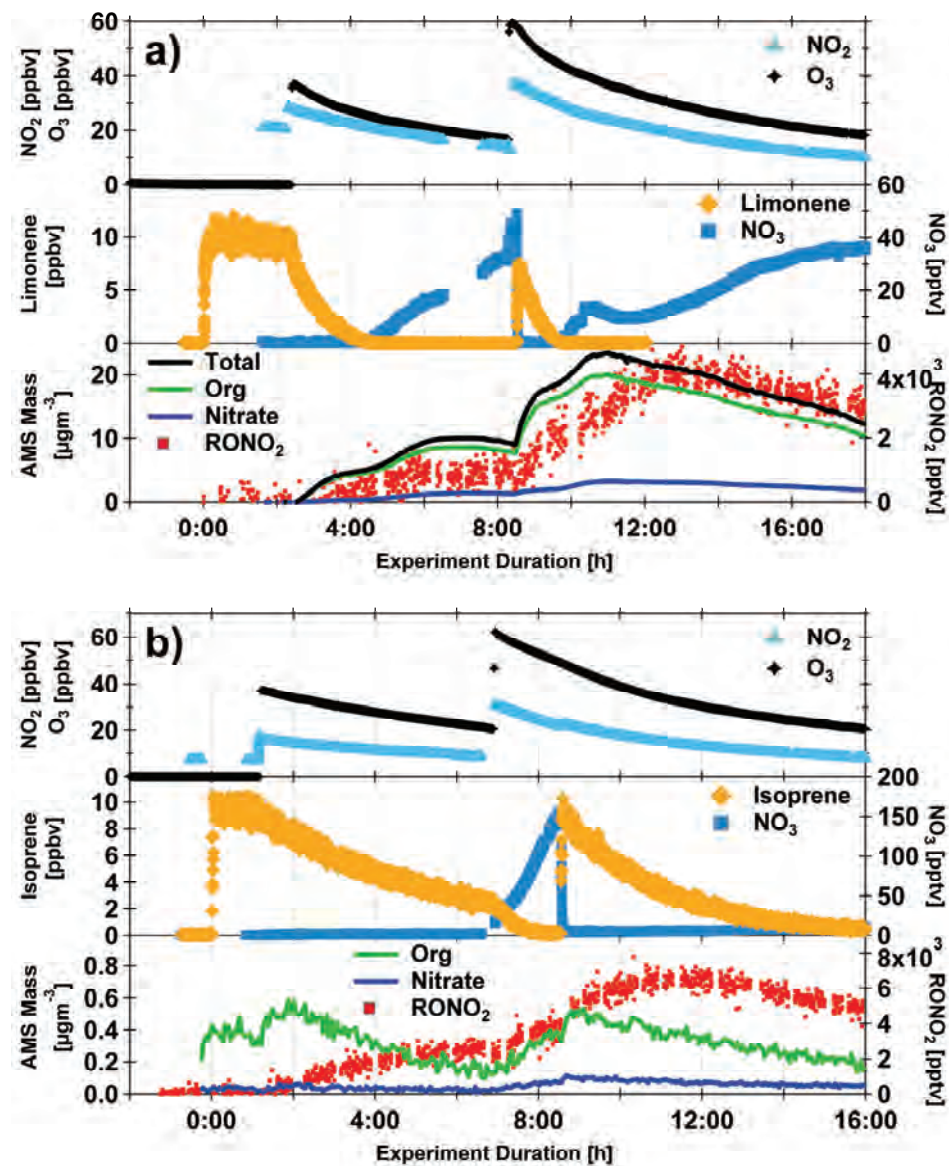 a)
NO2 [ppbv]
O3 [ppbv]
60
40
20
0
NO2
O3
Limonene
[ppbv]
10
5
0
Limonene
NO3
60
40
20
0
NO3 [pptv]
AMS Mass
[µgm-3]
20
10
0
Total
Org
Nitrate
RONO2
4x10^3
2
0
RONO2 [pptv]
0:00 4:00 8:00 12:00 16:00
Experiment Duration [h]
b)
NO2 [ppbv]
O3 [ppbv]
60
40
20
0
NO2
O3
Isoprene
[ppbv]
10
8
6
4
2
0
Isoprene
NO3
200
150
100
50
0
NO3 [pptv]
AMS Mass
[µgm-3]
0.8
0.6
0.4
0.2
0.0
Org
Nitrate
RONO2
8x10^3
6
4
2
0
RONO2 [pptv]
0:00 4:00 8:00 12:00 16:00
Experiment Duration [h]